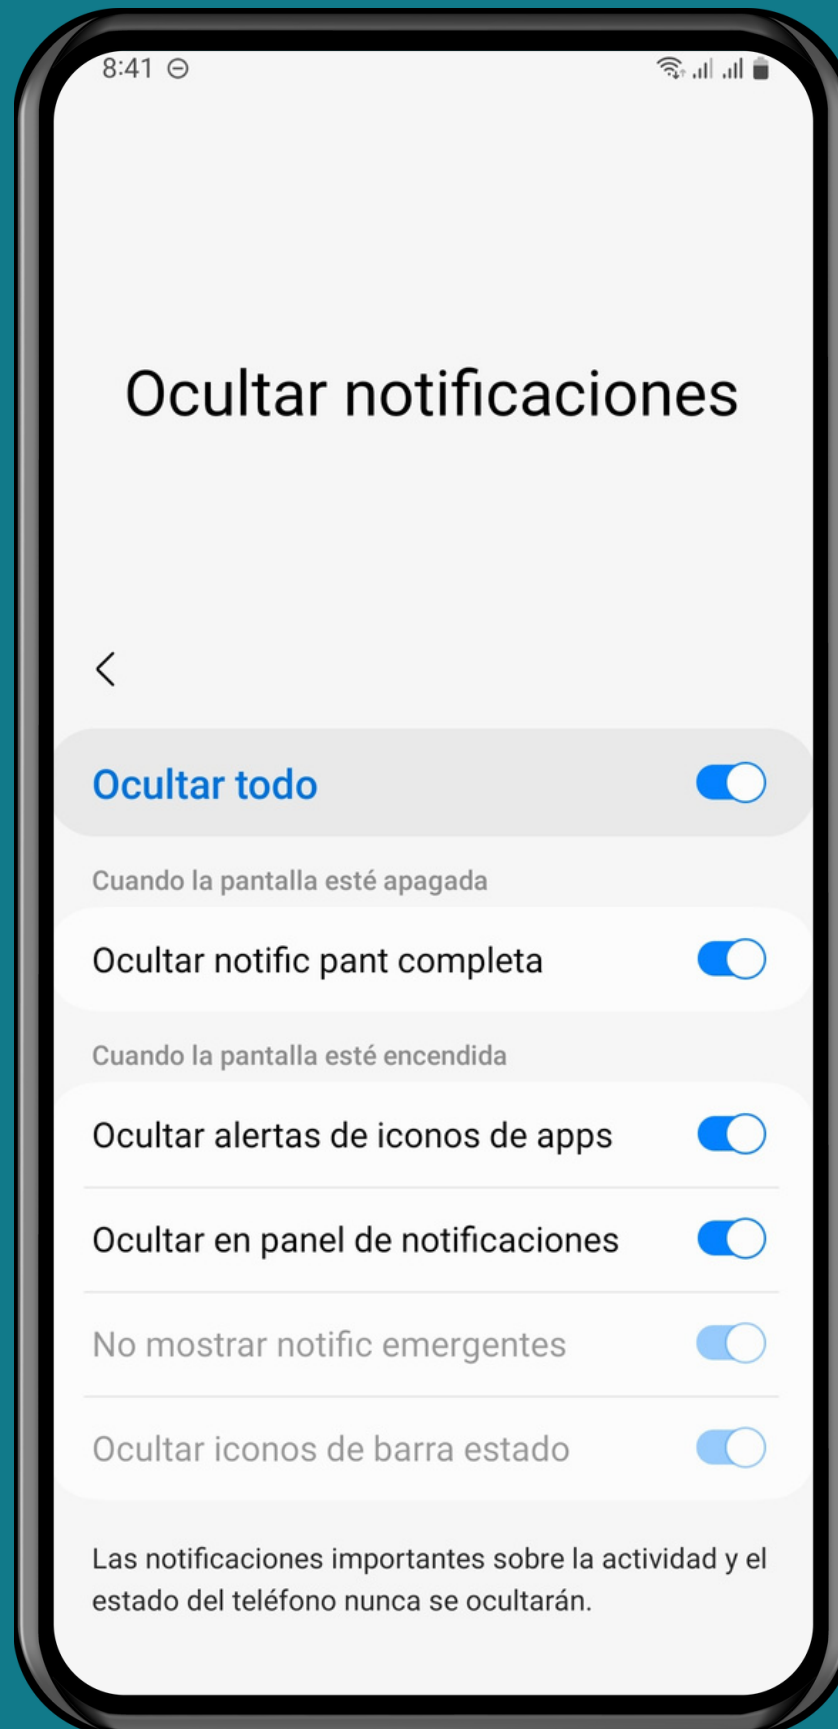 8:41
Ocultar notificaciones
Ocultar todo
Cuando la pantalla esté apagada
Ocultar notific pant completa
Cuando la pantalla esté encendida
Ocultar alertas de iconos de apps
Ocultar en panel de notificaciones
No mostrar notific emergentes
Ocultar iconos de barra estado
Las notificaciones importantes sobre la actividad y el
estado del teléfono nunca se ocultarán.